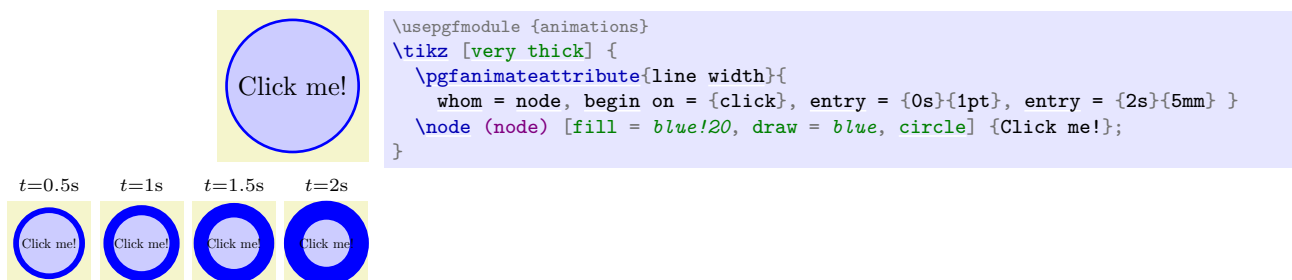 Click me!
\usepgfmodule {animations}
\tikz [very thick] {
  \pgfanimateattribute{line width}{
    whom = node, begin on = {click}, entry = {0s}{1pt}, entry = {2s}{5mm} }
  \node (node) [fill = blue!20, draw = blue, circle] {Click me!};
}
t=0.5s t=1s t=1.5s t=2s
Click me! Click me! Click me! Click me!